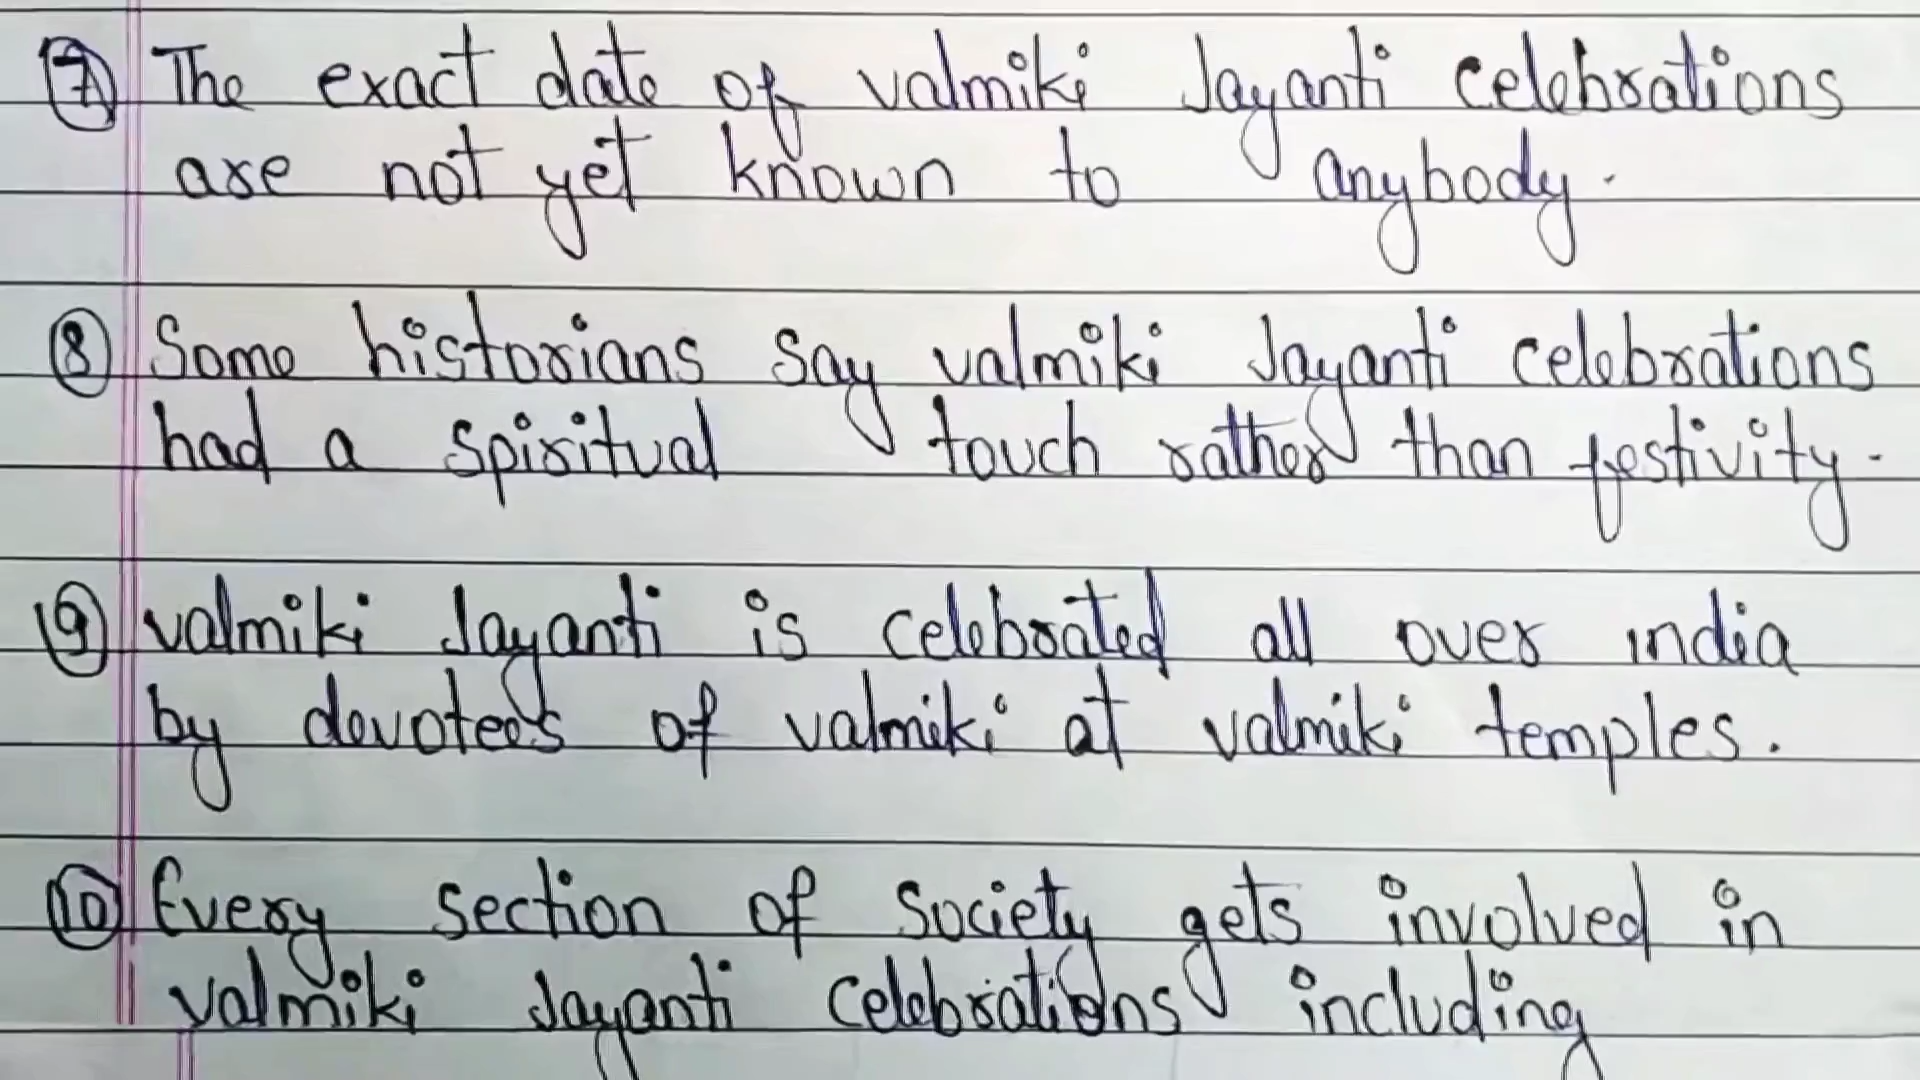 7 The exact date of valmiki Jayanti celebrations
are not yet known to anybody.
8 Some historians say valmiki Jayanti celebrations
had a spiritual touch rather than festivity.
9 valmiki Jayanti is celebrated all over india
by devotees of valmiki at valmiki temples.
10 Every section of society gets involved in
valmiki Jayanti celebrations including